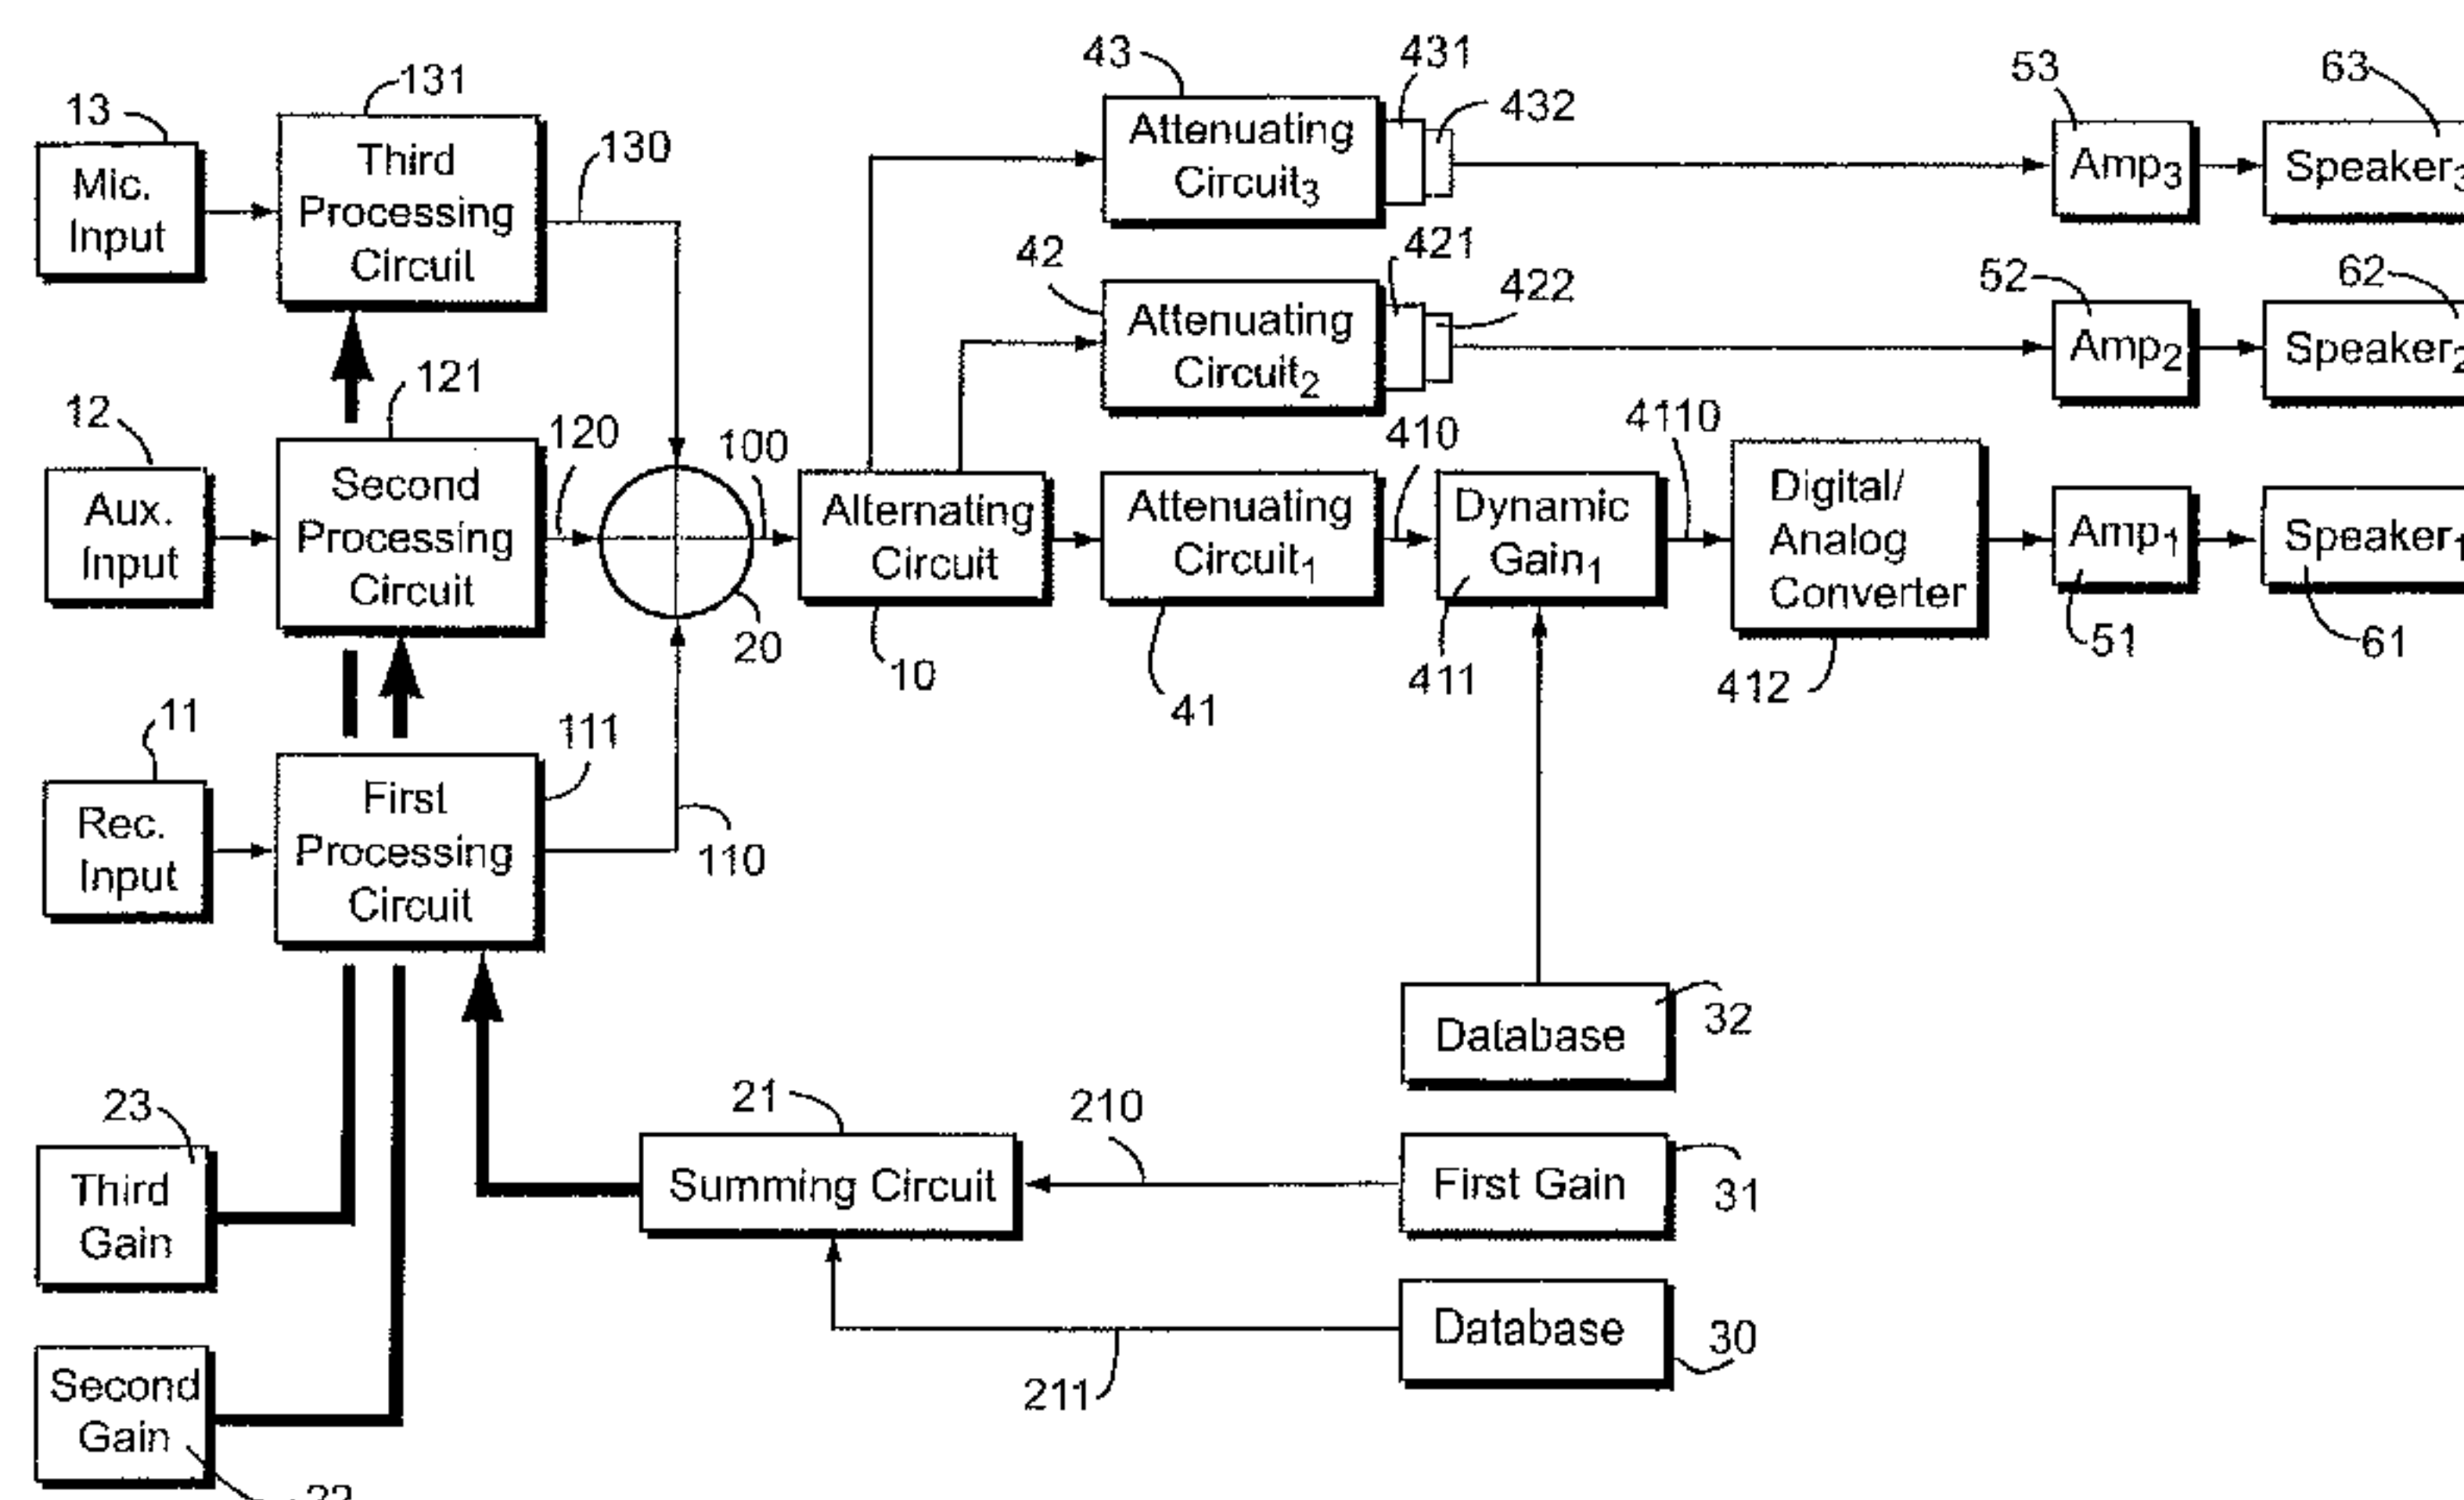 43
431
53
63
131
13
432
Attenuating
Circuit3
Amp3
Speaker3
130
Third
Processing
Circuit
Mic.
Input
42
421
422
52
62
Attenuating
Circuit2
Amp2
Speaker2
121
12
120
100
410
4110
Second
Processing
Circuit
Aux.
Input
Alternating
Circuit
Attenuating
Circuit1
Dynamic
Gain1
Digital/
Analog
Converter
Amp1
Speaker1
20
10
41
411
412
51
61
11
111
First
Processing
Circuit
Rec.
Input
110
Database
32
23
21
210
Third
Gain
Summing Circuit
First Gain
31
Database
30
211
Second
Gain